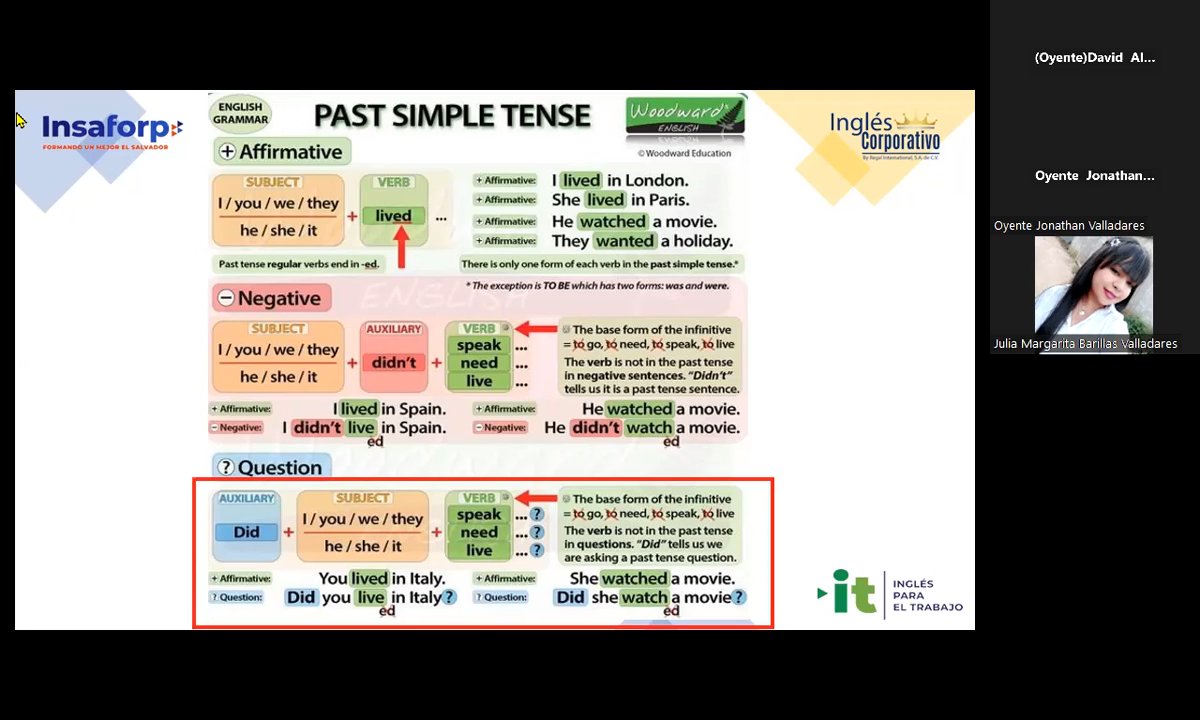 Insaforp
FORMANDO UN MEJOR EL SALVADOR
ENGLISH
GRAMMAR
PAST SIMPLE TENSE
Woodward
ENGLISH
© Woodward Education
Inglés
Corporativo
By Regal International, S.A. de C.V.
+ Affirmative
SUBJECT
I / you / we / they
he / she / it
+
VERB
lived
...
+ Affirmative: I lived in London.
+ Affirmative: She lived in Paris.
+ Affirmative: He watched a movie.
+ Affirmative: They wanted a holiday.
Past tense regular verbs end in -ed.
There is only one form of each verb in the past simple tense.*
* The exception is TO BE which has two forms: was and were.
− Negative
SUBJECT
I / you / we / they
he / she / it
+
AUXILIARY
didn't
+
VERB
speak ...
need ...
live ...
The base form of the infinitive
= to go, to need, to speak, to live
The verb is not in the past tense
in negative sentences. "Didn't"
tells us it is a past tense sentence.
+ Affirmative: I lived in Spain.
− Negative: I didn't live in Spain.
ed
+ Affirmative: He watched a movie.
− Negative: He didn't watch a movie.
ed
? Question
AUXILIARY
Did
+
SUBJECT
I / you / we / they
he / she / it
+
VERB
speak ... ?
need ... ?
live ... ?
The base form of the infinitive
= to go, to need, to speak, to live
The verb is not in the past tense
in questions. "Did" tells us we
are asking a past tense question.
+ Affirmative: You lived in Italy.
? Question: Did you live in Italy?
ed
+ Affirmative: She watched a movie.
? Question: Did she watch a movie?
ed
it
INGLÉS
PARA
EL TRABAJO
(Oyente)David Al...
Oyente Jonathan...
Oyente Jonathan Valladares
Julia Margarita Barillas Valladares